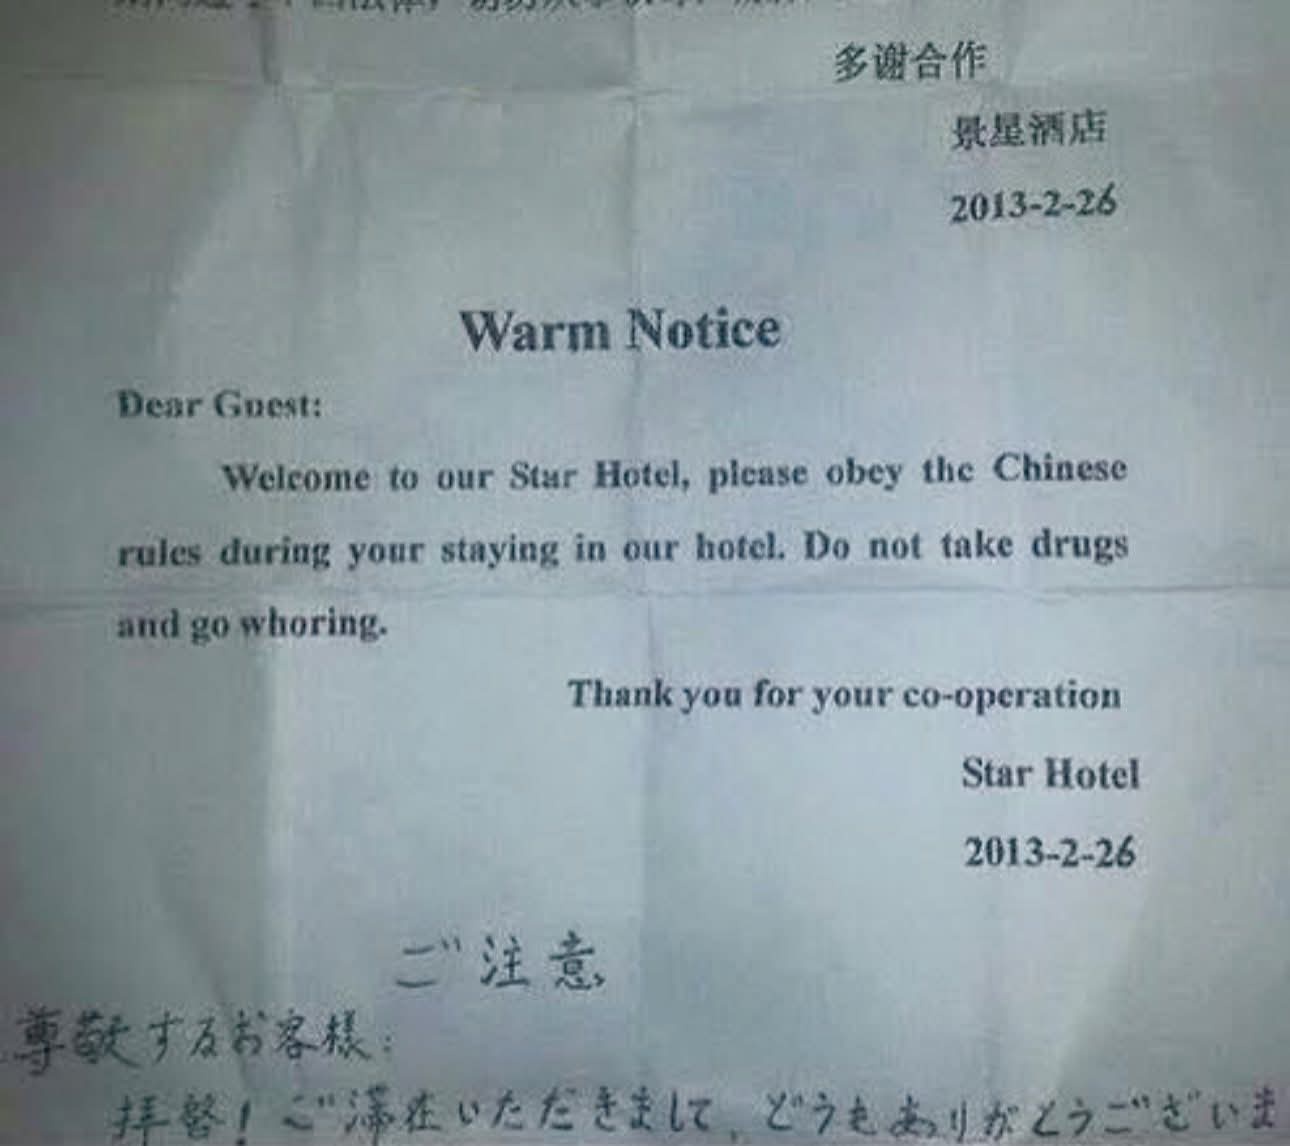 多谢合作
景星酒店
2013-2-26
Warm Notice
Dear Guest:
Welcome to our Star Hotel, please obey the Chinese
rules during your staying in our hotel. Do not take drugs
and go whoring.
Thank you for your co-operation
Star Hotel
2013-2-26
ご注意
尊敬するお客様:
拝啓!ご滞在いただきまして、どうもありがとうございま